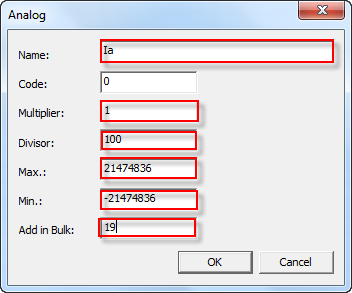 Analog
Name: Ia
Code: 0
Multiplier: 1
Divisor: 100
Max.: 21474836
Min.: -21474836
Add in Bulk: 19
OK Cancel